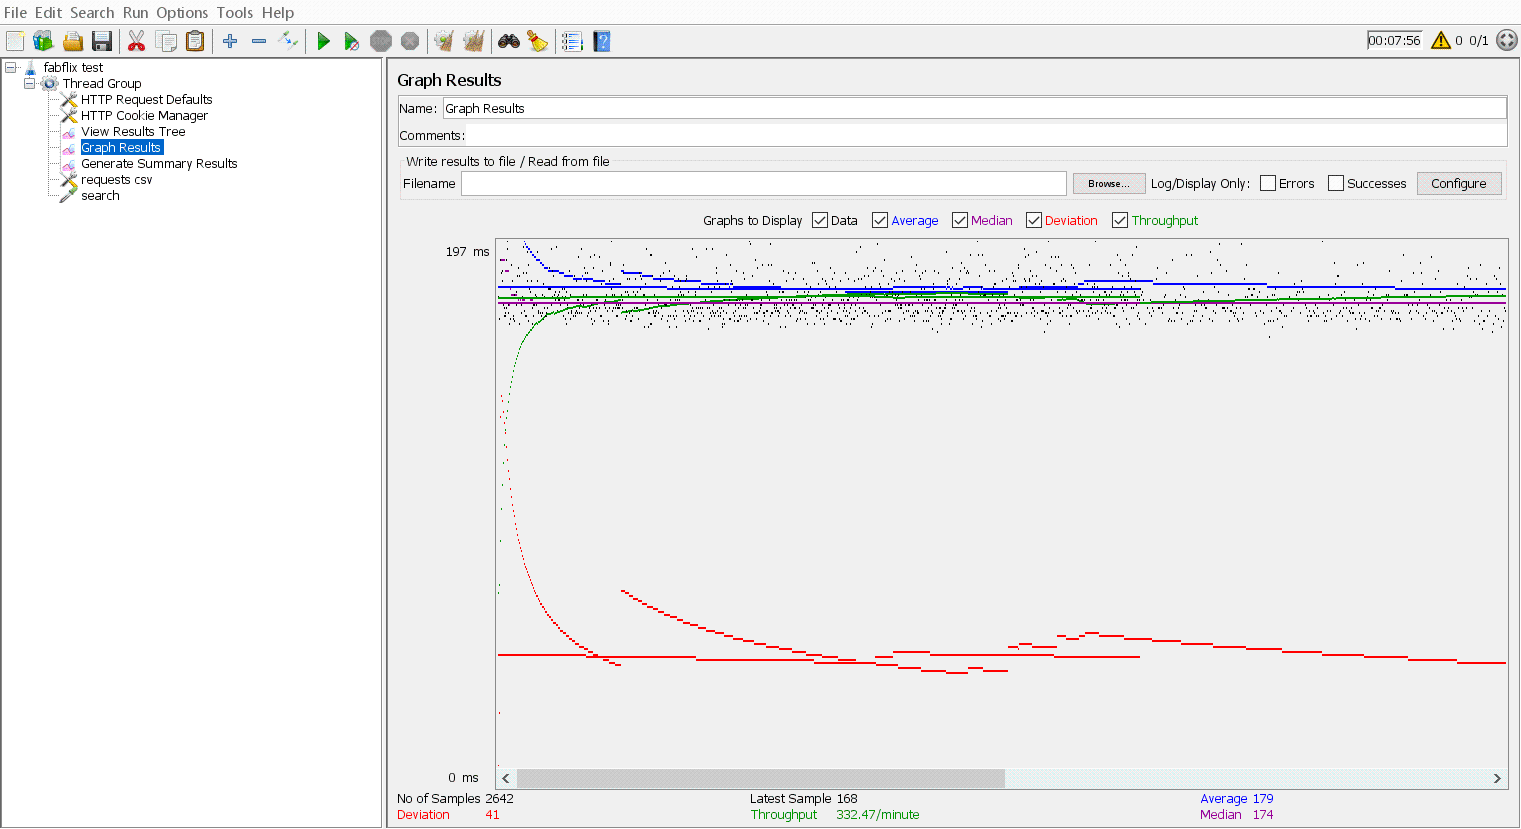 File Edit Search Run Options Tools Help
00:07:56 0 0/1
fabflix test
Thread Group
HTTP Request Defaults
HTTP Cookie Manager
View Results Tree
Graph Results
Generate Summary Results
requests csv
search
Graph Results
Name: Graph Results
Comments:
Write results to file / Read from file
Filename Browse... Log/Display Only: Errors Successes Configure
Graphs to Display Data Average Median Deviation Throughput
197 ms
0 ms
No of Samples 2642 Latest Sample 168 Average 179
Deviation 41 Throughput 332.47/minute Median 174